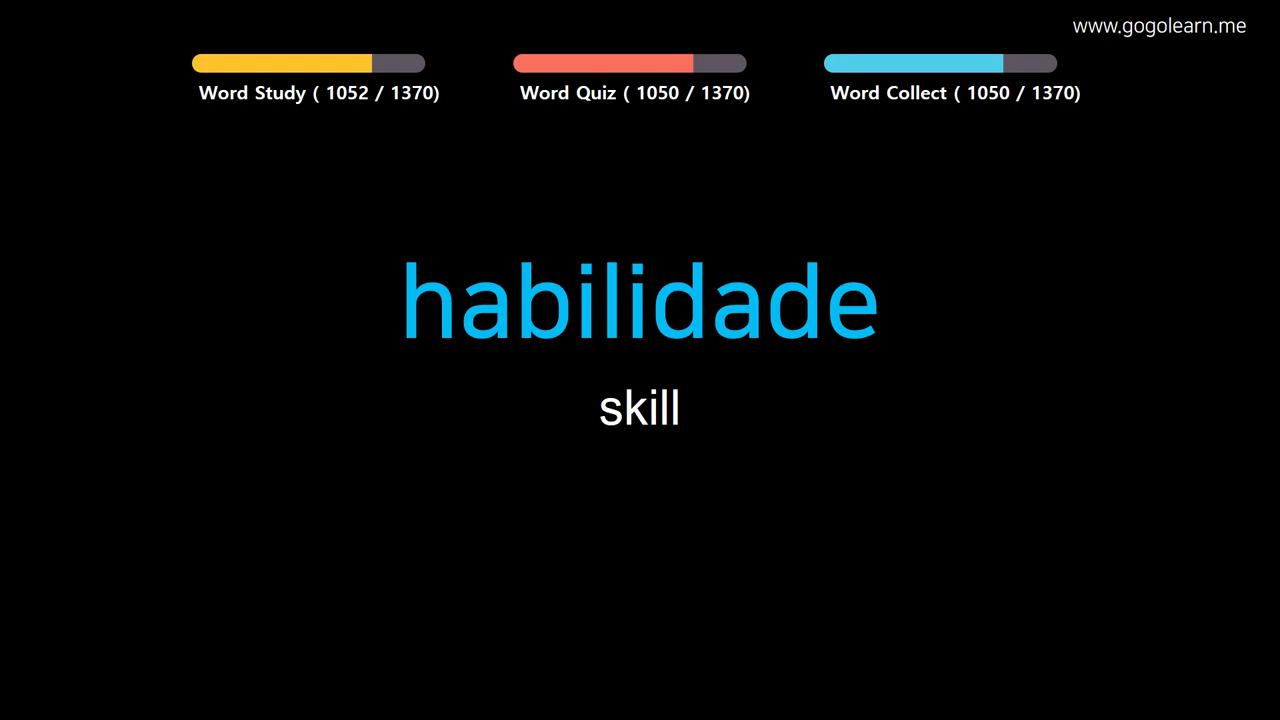 www.gogolearn.me
Word Study ( 1052 / 1370)
Word Quiz ( 1050 / 1370)
Word Collect ( 1050 / 1370)
habilidade
skill